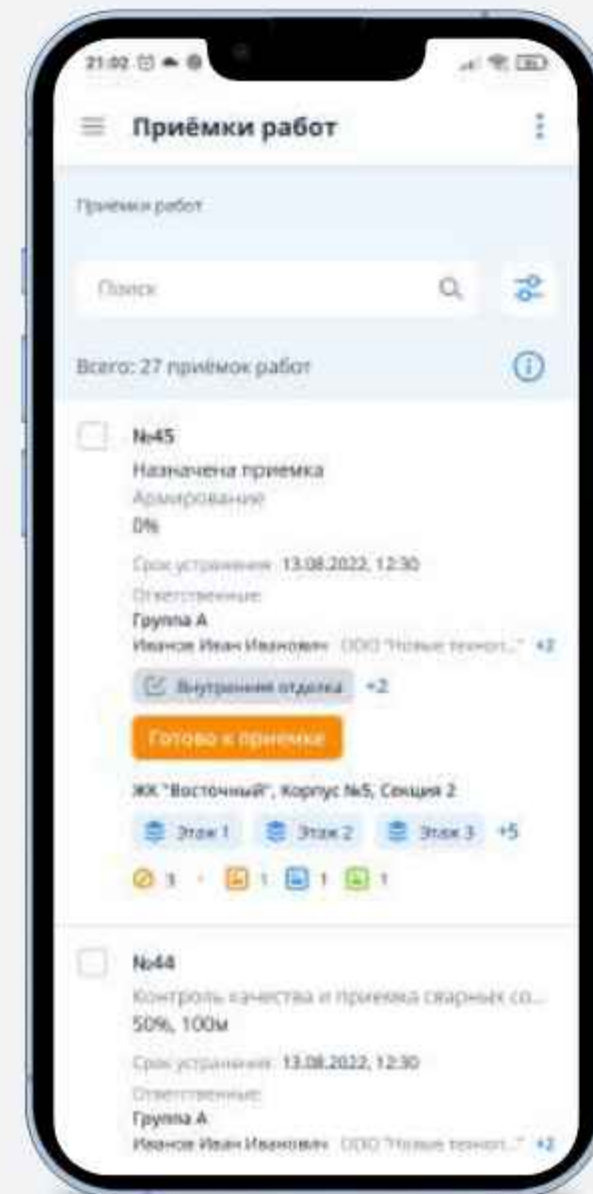 21:02
Приёмки работ
Приёмки работ
Поиск
Всего: 27 приёмок работ
№45
Назначена приемка
Армирование
0%
Срок устранения 13.08.2022, 12:30
Ответственные
Группа А
Иванов Иван Иванович ООО "Новые технол..." +2
Внутренняя отделка +2
Готово к приемке
ЖК "Восточный", Корпус №5, Секция 2
Этаж 1 Этаж 2 Этаж 3 +5
3 · 1 1 1
№44
Контроль качества и приемка сварных со...
50%, 100м
Срок устранения 13.08.2022, 12:30
Ответственные
Группа А
Иванов Иван Иванович ООО "Новые технол..." +2